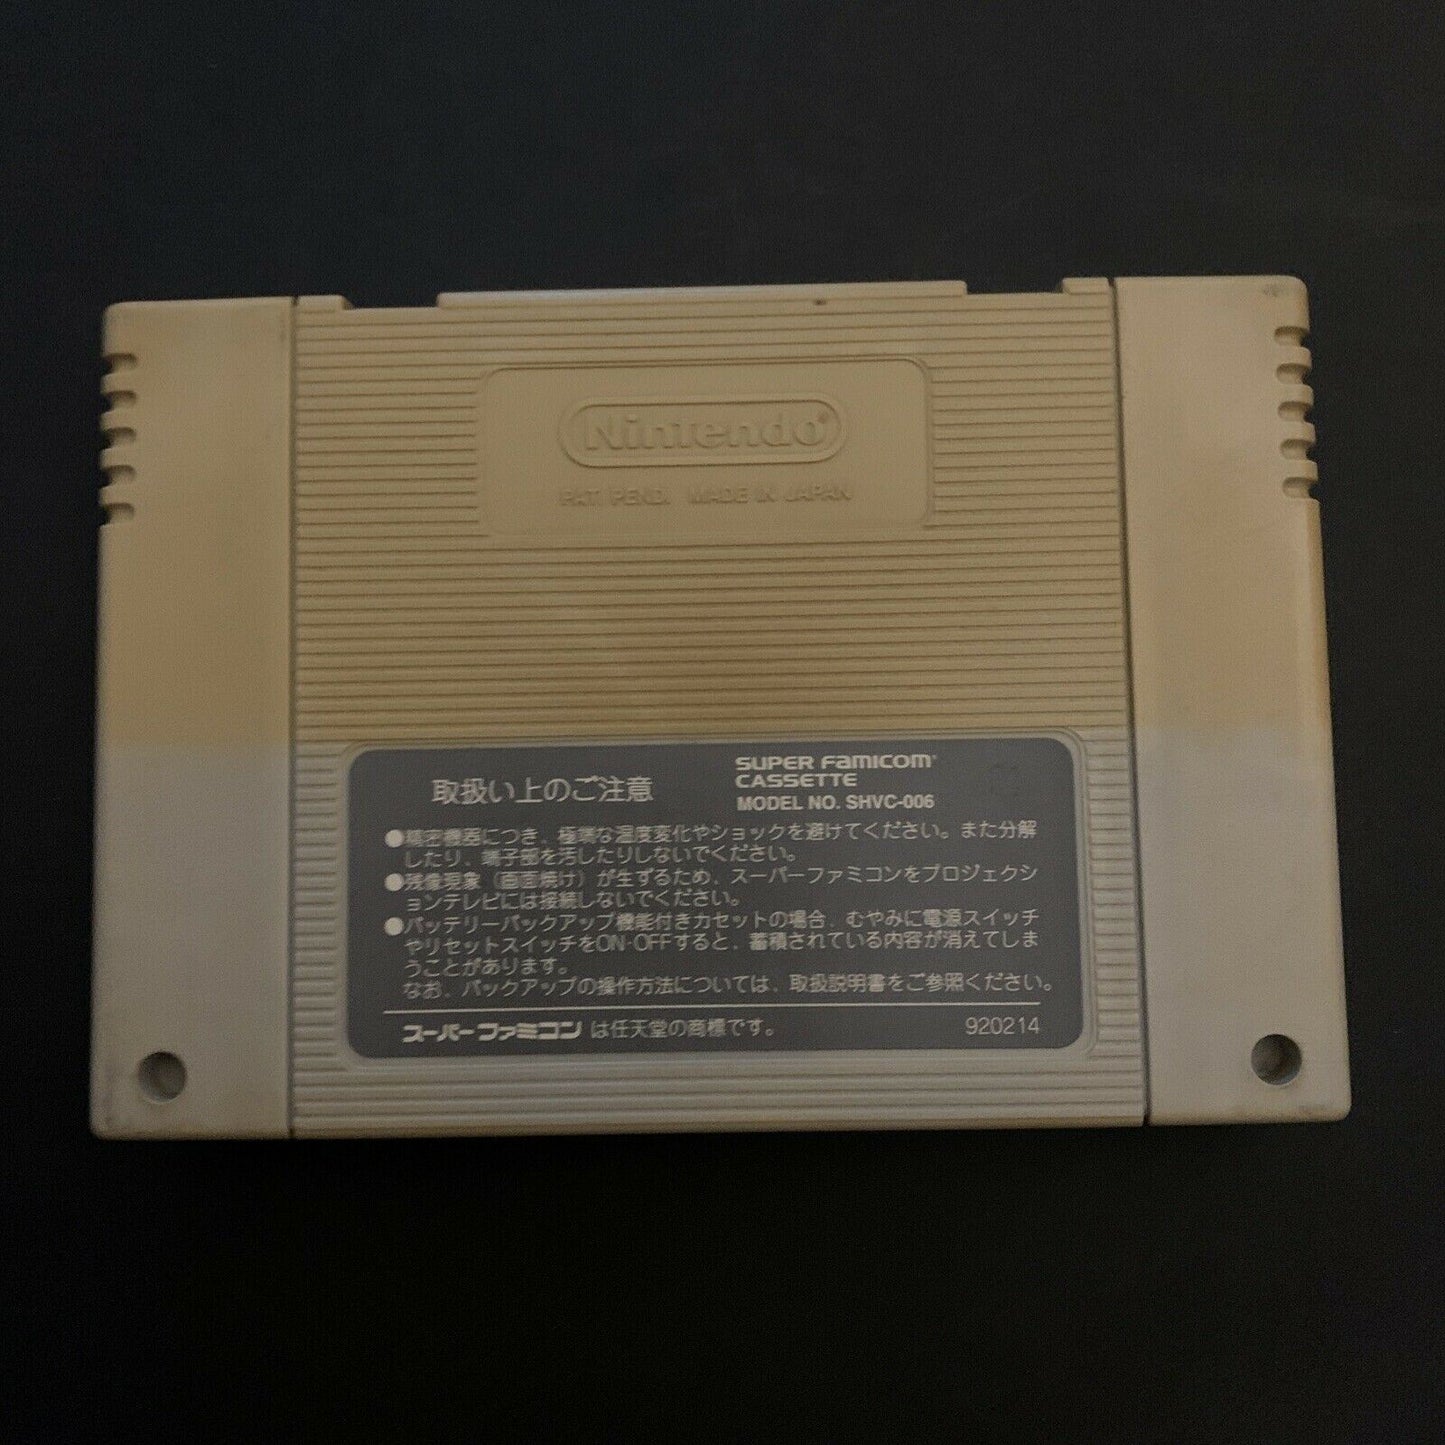 Nintendo®
PAT. PEND. MADE IN JAPAN
取扱い上のご注意
SUPER FAMICOM®
CASSETTE
MODEL NO. SHVC-006
●精密機器につき、極端な温度変化やショックを避けてください。また分解
したり、端子部を汚したりしないでください。
●残像現象（画面焼け）が生ずるため、スーパーファミコンをプロジェクシ
ョンテレビには接続しないでください。
●バッテリーバックアップ機能付きカセットの場合、むやみに電源スイッチ
やリセットスイッチをON·OFFすると、蓄積されている内容が消えてしま
うことがあります。
なお、バックアップの操作方法については、取扱説明書をご参照ください。
スーパーファミコンは任天堂の商標です。
920214